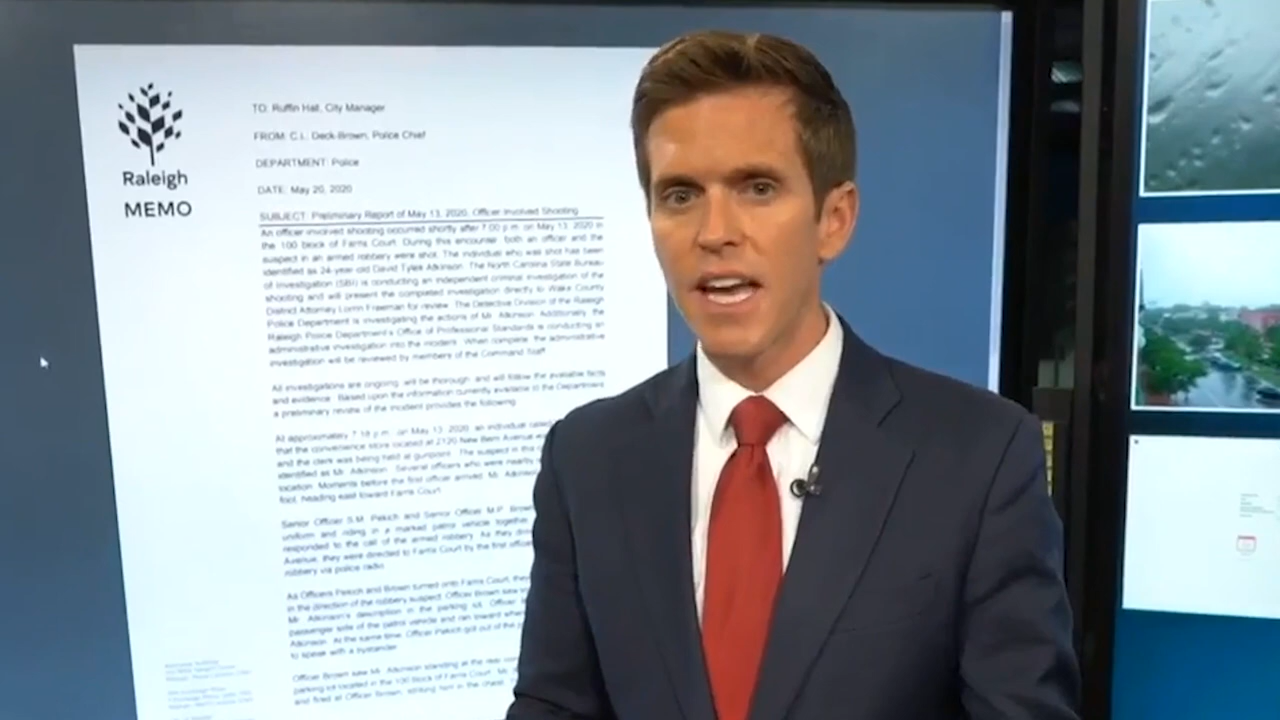 Raleigh
MEMO
TO: Ruffin Hall, City Manager
FROM: C.L. Deck-Brown, Police Chief
DEPARTMENT: Police
DATE: May 20, 2020
SUBJECT: Preliminary Report of May 13, 2020, Officer Involved Shooting
An officer involved shooting occurred shortly after 7:00 p.m. on May 13, 2020 in
the 100 block of Farris Court. During this encounter, both an officer and the
suspect in an armed robbery were shot. The individual who was shot has been
identified as 24-year old David Tylek Atkinson. The North Carolina State Bureau
of Investigation (SBI) is conducting an independent criminal investigation of the
shooting and will present the completed investigation directly to Wake County
District Attorney Lorrin Freeman for review. The Detective Division of the Raleigh
Police Department is investigating the actions of Mr. Atkinson. Additionally, the
Raleigh Police Department's Office of Professional Standards is conducting an
administrative investigation into the incident. When complete, the administrative
investigation will be reviewed by members of the Command Staff.
All investigations are ongoing, will be thorough, and will follow the available facts
and evidence. Based upon the information currently available to the Department
a preliminary review of the incident provides the following:
At approximately 7:18 p.m. on May 13, 2020, an individual called
that the convenience store located at 2120 New Bern Avenue
and the clerk was being held at gunpoint. The suspect in the
identified as Mr. Atkinson. Several officers who were nearby
location. Moments before the first officer arrived, Mr. Atkinson
foot, heading east toward Farris Court.
Senior Officer S.M. Peluch and Senior Officer M.P. Brown
uniform and riding in a marked patrol vehicle together
responded to the call of the armed robbery. As they
Avenue, they were directed to Farris Court by the first officer
robbery via police radio.
As Officers Peluch and Brown turned onto Farris Court, they
in the direction of the robbery suspect. Officer Brown saw
Mr. Atkinson's description in the parking lot. Officer
passenger side of the patrol vehicle and ran toward
Atkinson. At the same time, Officer Peluch got out of the
to speak with a bystander.
Officer Brown saw Mr. Atkinson standing at the rear
parking lot located in the 100 block of Farris Court. Mr.
and fired at Officer Brown, striking him in the chest.